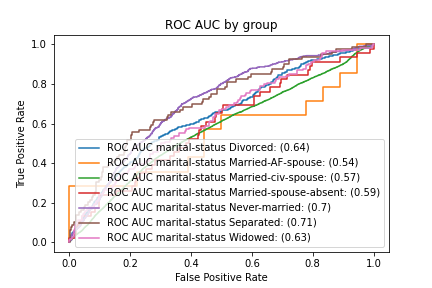 ROC AUC by group
True Positive Rate
1.0
0.8
0.6
0.4
0.2
0.0
ROC AUC marital-status Divorced: (0.64)
ROC AUC marital-status Married-AF-spouse: (0.54)
ROC AUC marital-status Married-civ-spouse: (0.57)
ROC AUC marital-status Married-spouse-absent: (0.59)
ROC AUC marital-status Never-married: (0.7)
ROC AUC marital-status Separated: (0.71)
ROC AUC marital-status Widowed: (0.63)
0.0 0.2 0.4 0.6 0.8 1.0
False Positive Rate